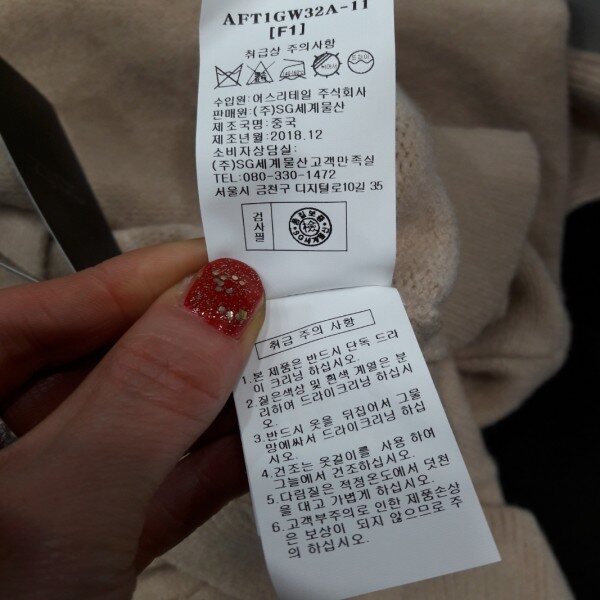 AFT1GW32A-11
[F1]
취급상 주의사항
수입원: 어스리테일 주식회사
판매원: (주)SG세계물산
제조국명: 중국
제조년월: 2018.12
소비자상담실:
(주)SG세계물산고객만족실
TEL: 080-330-1472
서울시 금천구 디지털로10길 35
검사필
취급 주의 사항
1. 본 제품은 반드시 단독 드라
이 크리닝 하십시오.
2. 짙은색상 및 흰색 계열은 분
리하여 드라이크리닝 하십시
오.
3. 반드시 옷을 뒤집어서 그물
망에싸서 드라이크리닝 하십
시오.
4. 건조는 옷걸이를 사용 하여
그늘에서 건조하십시오.
5. 다림질은 적정온도에서 덧천
을 대고 가볍게 하십시오.
6. 고객부주의로 인한 제품손상
은 보상이 되지 않으므로 주
의 하십시오.